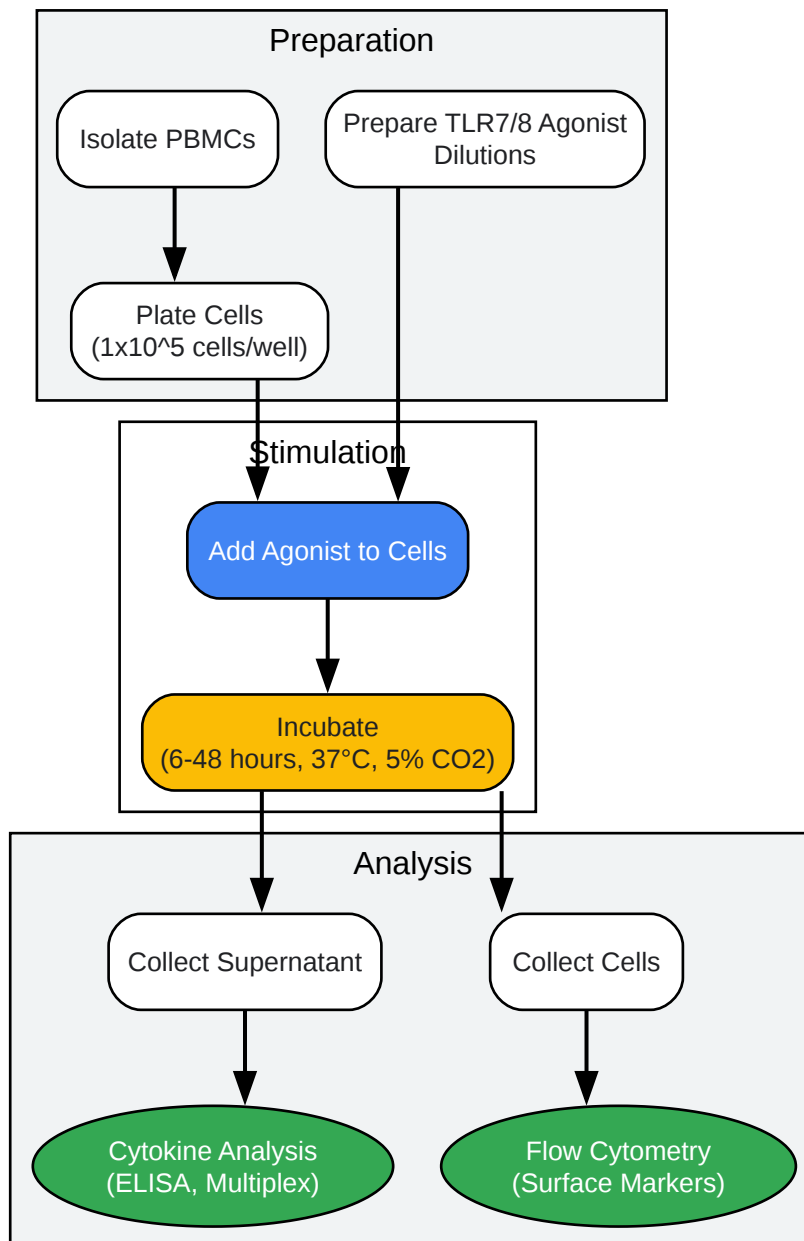 Preparation
Isolate PBMCs
Prepare TLR7/8 Agonist
Dilutions
Plate Cells
(1x10^5 cells/well)
Stimulation
Add Agonist to Cells
Incubate
(6-48 hours, 37°C, 5% CO2)
Analysis
Collect Supernatant
Collect Cells
Cytokine Analysis
(ELISA, Multiplex)
Flow Cytometry
(Surface Markers)